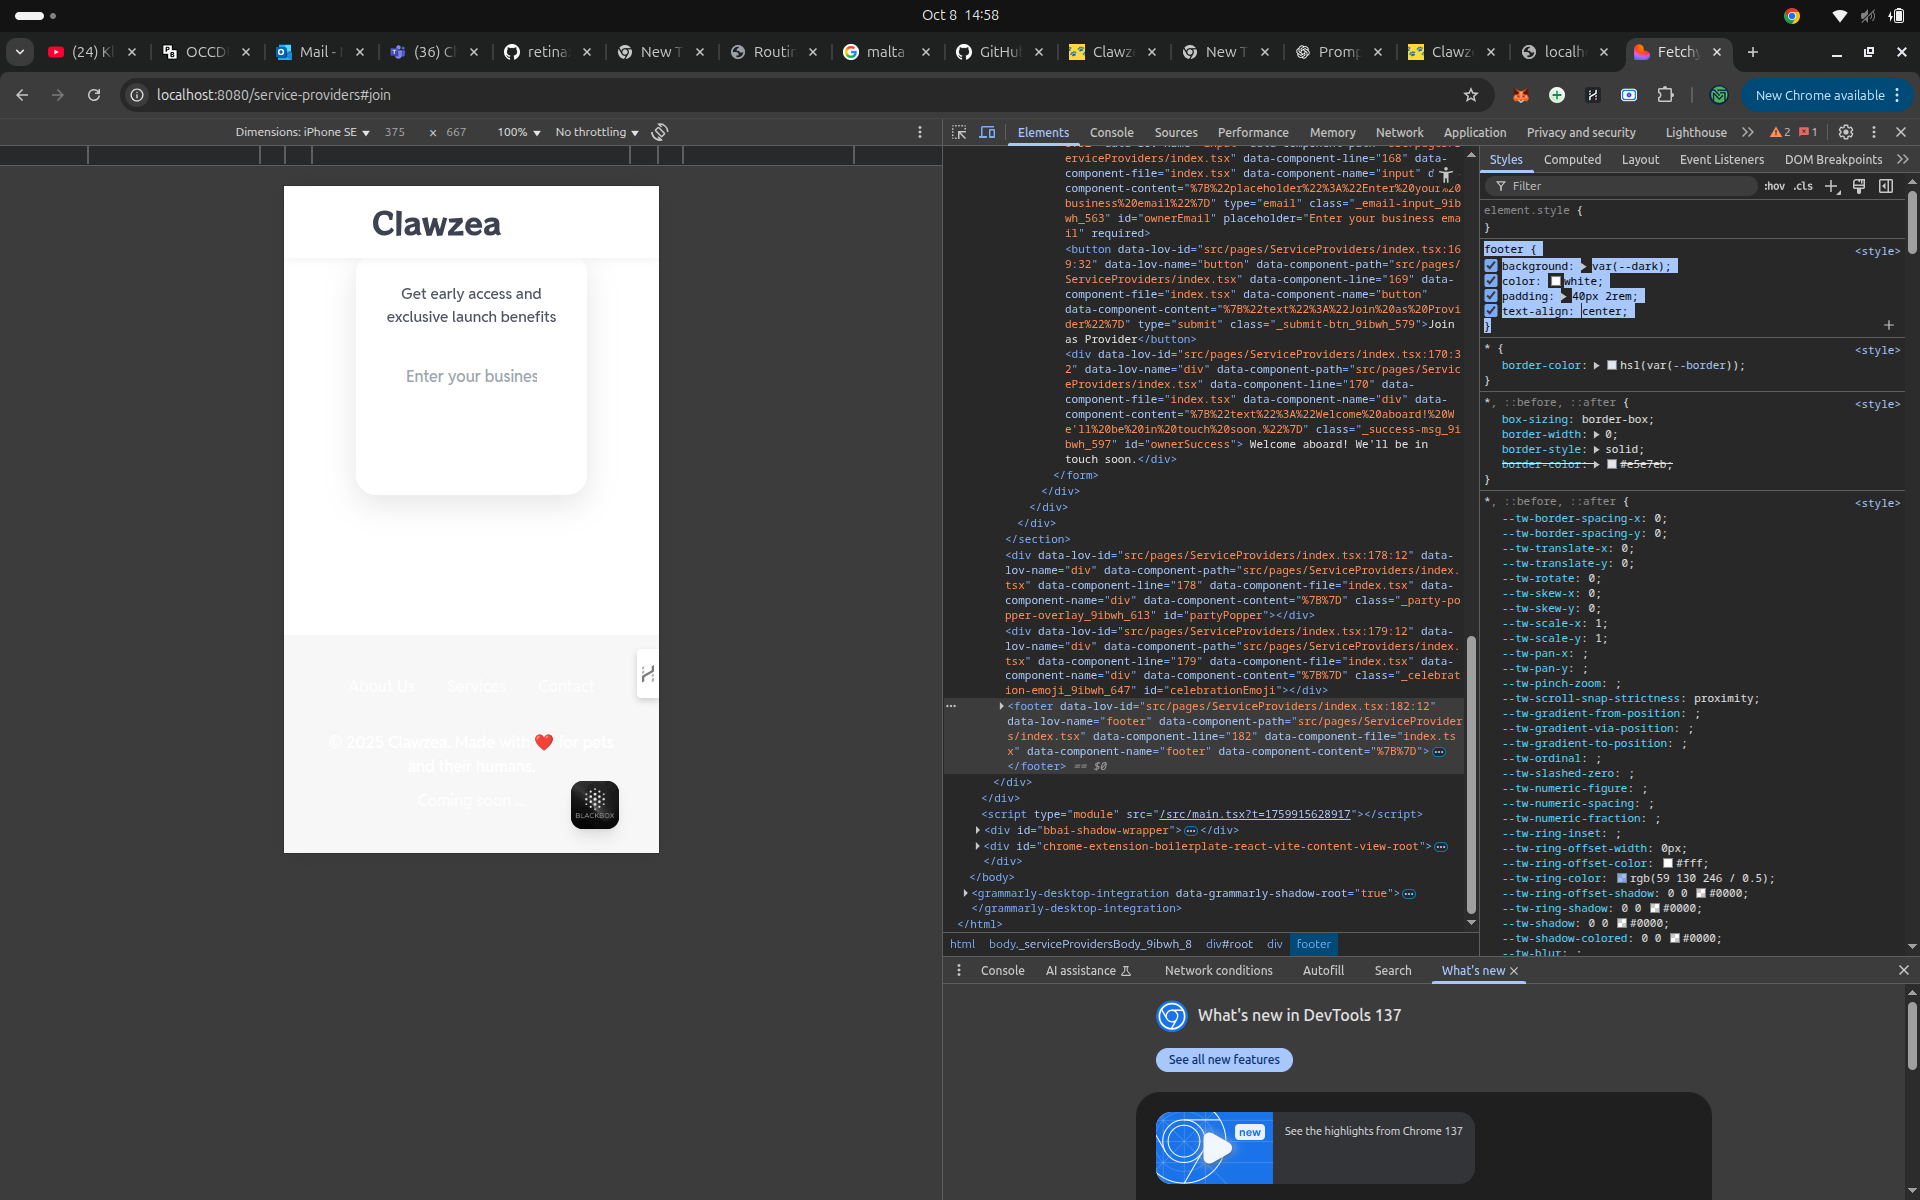 Oct 8 14:58
(24) Kl
OCCD
Mail -
(36) C
retina
New T
Routin
malta
GitHu
Clawz
New T
Promp
Clawz
localh
Fetchy
localhost:8080/service-providers#join
New Chrome available
Dimensions: iPhone SE 375 × 667 100% No throttling
Clawzea
Get early access and
exclusive launch benefits
Enter your busines
About Us Services Contact
© 2025 Clawzea. Made with ❤️ for pets
and their humans.
Coming soon...
BLACKBOX
Elements Console Sources Performance Memory Network Application Privacy and security Lighthouse 2 1
erviceProviders/index.tsx" data-component-line="168" data-
component-file="index.tsx" data-component-name="input" d
component-content="%7B%22placeholder%22%3A%22Enter%20your%20
business%20email%22%7D" type="email" class="_email-input_9ib
wh_563" id="ownerEmail" placeholder="Enter your business ema
il" required>
<button data-lov-id="src/pages/ServiceProviders/index.tsx:16
9:32" data-lov-name="button" data-component-path="src/pages/
ServiceProviders/index.tsx" data-component-line="169" data-
component-file="index.tsx" data-component-name="button"
data-component-content="%7B%22text%22%3A%22Join%20as%20Provi
der%22%7D" type="submit" class="_submit-btn_9ibwh_579">Join
as Provider</button>
<div data-lov-id="src/pages/ServiceProviders/index.tsx:170:3
2" data-lov-name="div" data-component-path="src/pages/Servic
eProviders/index.tsx" data-component-line="170" data-
component-file="index.tsx" data-component-name="div" data-
component-content="%7B%22text%22%3A%22Welcome%20aboard!%20W
e'll%20be%20in%20touch%20soon.%22%7D" class="_success-msg_9i
bwh_597" id="ownerSuccess"> Welcome aboard! We'll be in
touch soon.</div>
</form>
</div>
</div>
</div>
</section>
<div data-lov-id="src/pages/ServiceProviders/index.tsx:178:12" data-
lov-name="div" data-component-path="src/pages/ServiceProviders/index.
tsx" data-component-line="178" data-component-file="index.tsx" data-
component-name="div" data-component-content="%7B%7D" class="_party-po
pper-overlay_9ibwh_613" id="partyPopper"></div>
<div data-lov-id="src/pages/ServiceProviders/index.tsx:179:12" data-
lov-name="div" data-component-path="src/pages/ServiceProviders/index.
tsx" data-component-line="179" data-component-file="index.tsx" data-
component-name="div" data-component-content="%7B%7D" class="_celebrat
ion-emoji_9ibwh_647" id="celebrationEmoji"></div>
<footer data-lov-id="src/pages/ServiceProviders/index.tsx:182:12"
data-lov-name="footer" data-component-path="src/pages/ServiceProvider
s/index.tsx" data-component-line="182" data-component-file="index.ts
x" data-component-name="footer" data-component-content="%7B%7D">
</footer> == $0
</div>
</div>
<script type="module" src="/src/main.tsx?t=1759915628917"></script>
<div id="bbai-shadow-wrapper"></div>
<div id="chrome-extension-boilerplate-react-vite-content-view-root">
</div>
</body>
<grammarly-desktop-integration data-grammarly-shadow-root="true">
</grammarly-desktop-integration>
</html>
html body._serviceProvidersBody_9ibwh_8 div#root div footer
Styles Computed Layout Event Listeners DOM Breakpoints
Filter :hov .cls
element.style {
}
footer { <style>
background: var(--dark);
color: white;
padding: 40px 2rem;
text-align: center;
}
* { <style>
border-color: hsl(var(--border));
}
*, ::before, ::after { <style>
box-sizing: border-box;
border-width: 0;
border-style: solid;
border-color: #e5e7eb;
}
*, ::before, ::after { <style>
--tw-border-spacing-x: 0;
--tw-border-spacing-y: 0;
--tw-translate-x: 0;
--tw-translate-y: 0;
--tw-rotate: 0;
--tw-skew-x: 0;
--tw-skew-y: 0;
--tw-scale-x: 1;
--tw-scale-y: 1;
--tw-pan-x: ;
--tw-pan-y: ;
--tw-pinch-zoom: ;
--tw-scroll-snap-strictness: proximity;
--tw-gradient-from-position: ;
--tw-gradient-via-position: ;
--tw-gradient-to-position: ;
--tw-ordinal: ;
--tw-slashed-zero: ;
--tw-numeric-figure: ;
--tw-numeric-spacing: ;
--tw-numeric-fraction: ;
--tw-ring-inset: ;
--tw-ring-offset-width: 0px;
--tw-ring-offset-color: #fff;
--tw-ring-color: rgb(59 130 246 / 0.5);
--tw-ring-offset-shadow: 0 0 #0000;
--tw-ring-shadow: 0 0 #0000;
--tw-shadow: 0 0 #0000;
--tw-shadow-colored: 0 0 #0000;
--tw-blur: ;
Console AI assistance Network conditions Autofill Search What's new
What's new in DevTools 137
See all new features
new
See the highlights from Chrome 137